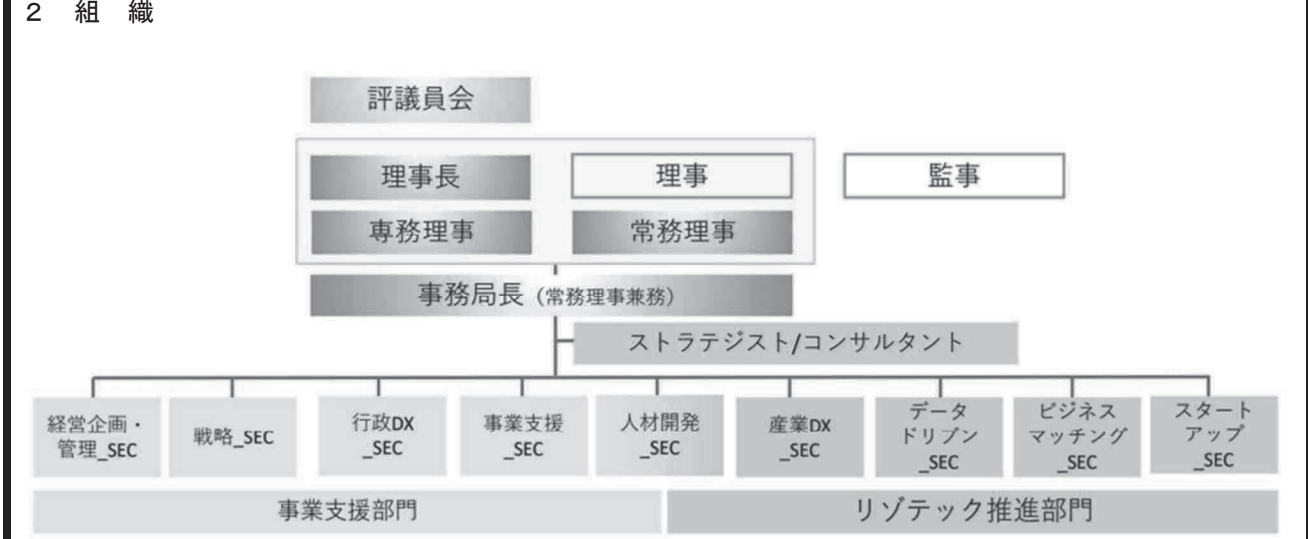 2 組 織
評議員会
理事長
理事
監事
専務理事
常務理事
事務局長（常務理事兼務）
ストラテジスト/コンサルタント
経営企画・
管理_SEC
戦略_SEC
行政DX
_SEC
事業支援
_SEC
人材開発
_SEC
産業DX
_SEC
データ
ドリブン
_SEC
ビジネス
マッチング
_SEC
スタート
アップ
_SEC
事業支援部門
リゾテック推進部門